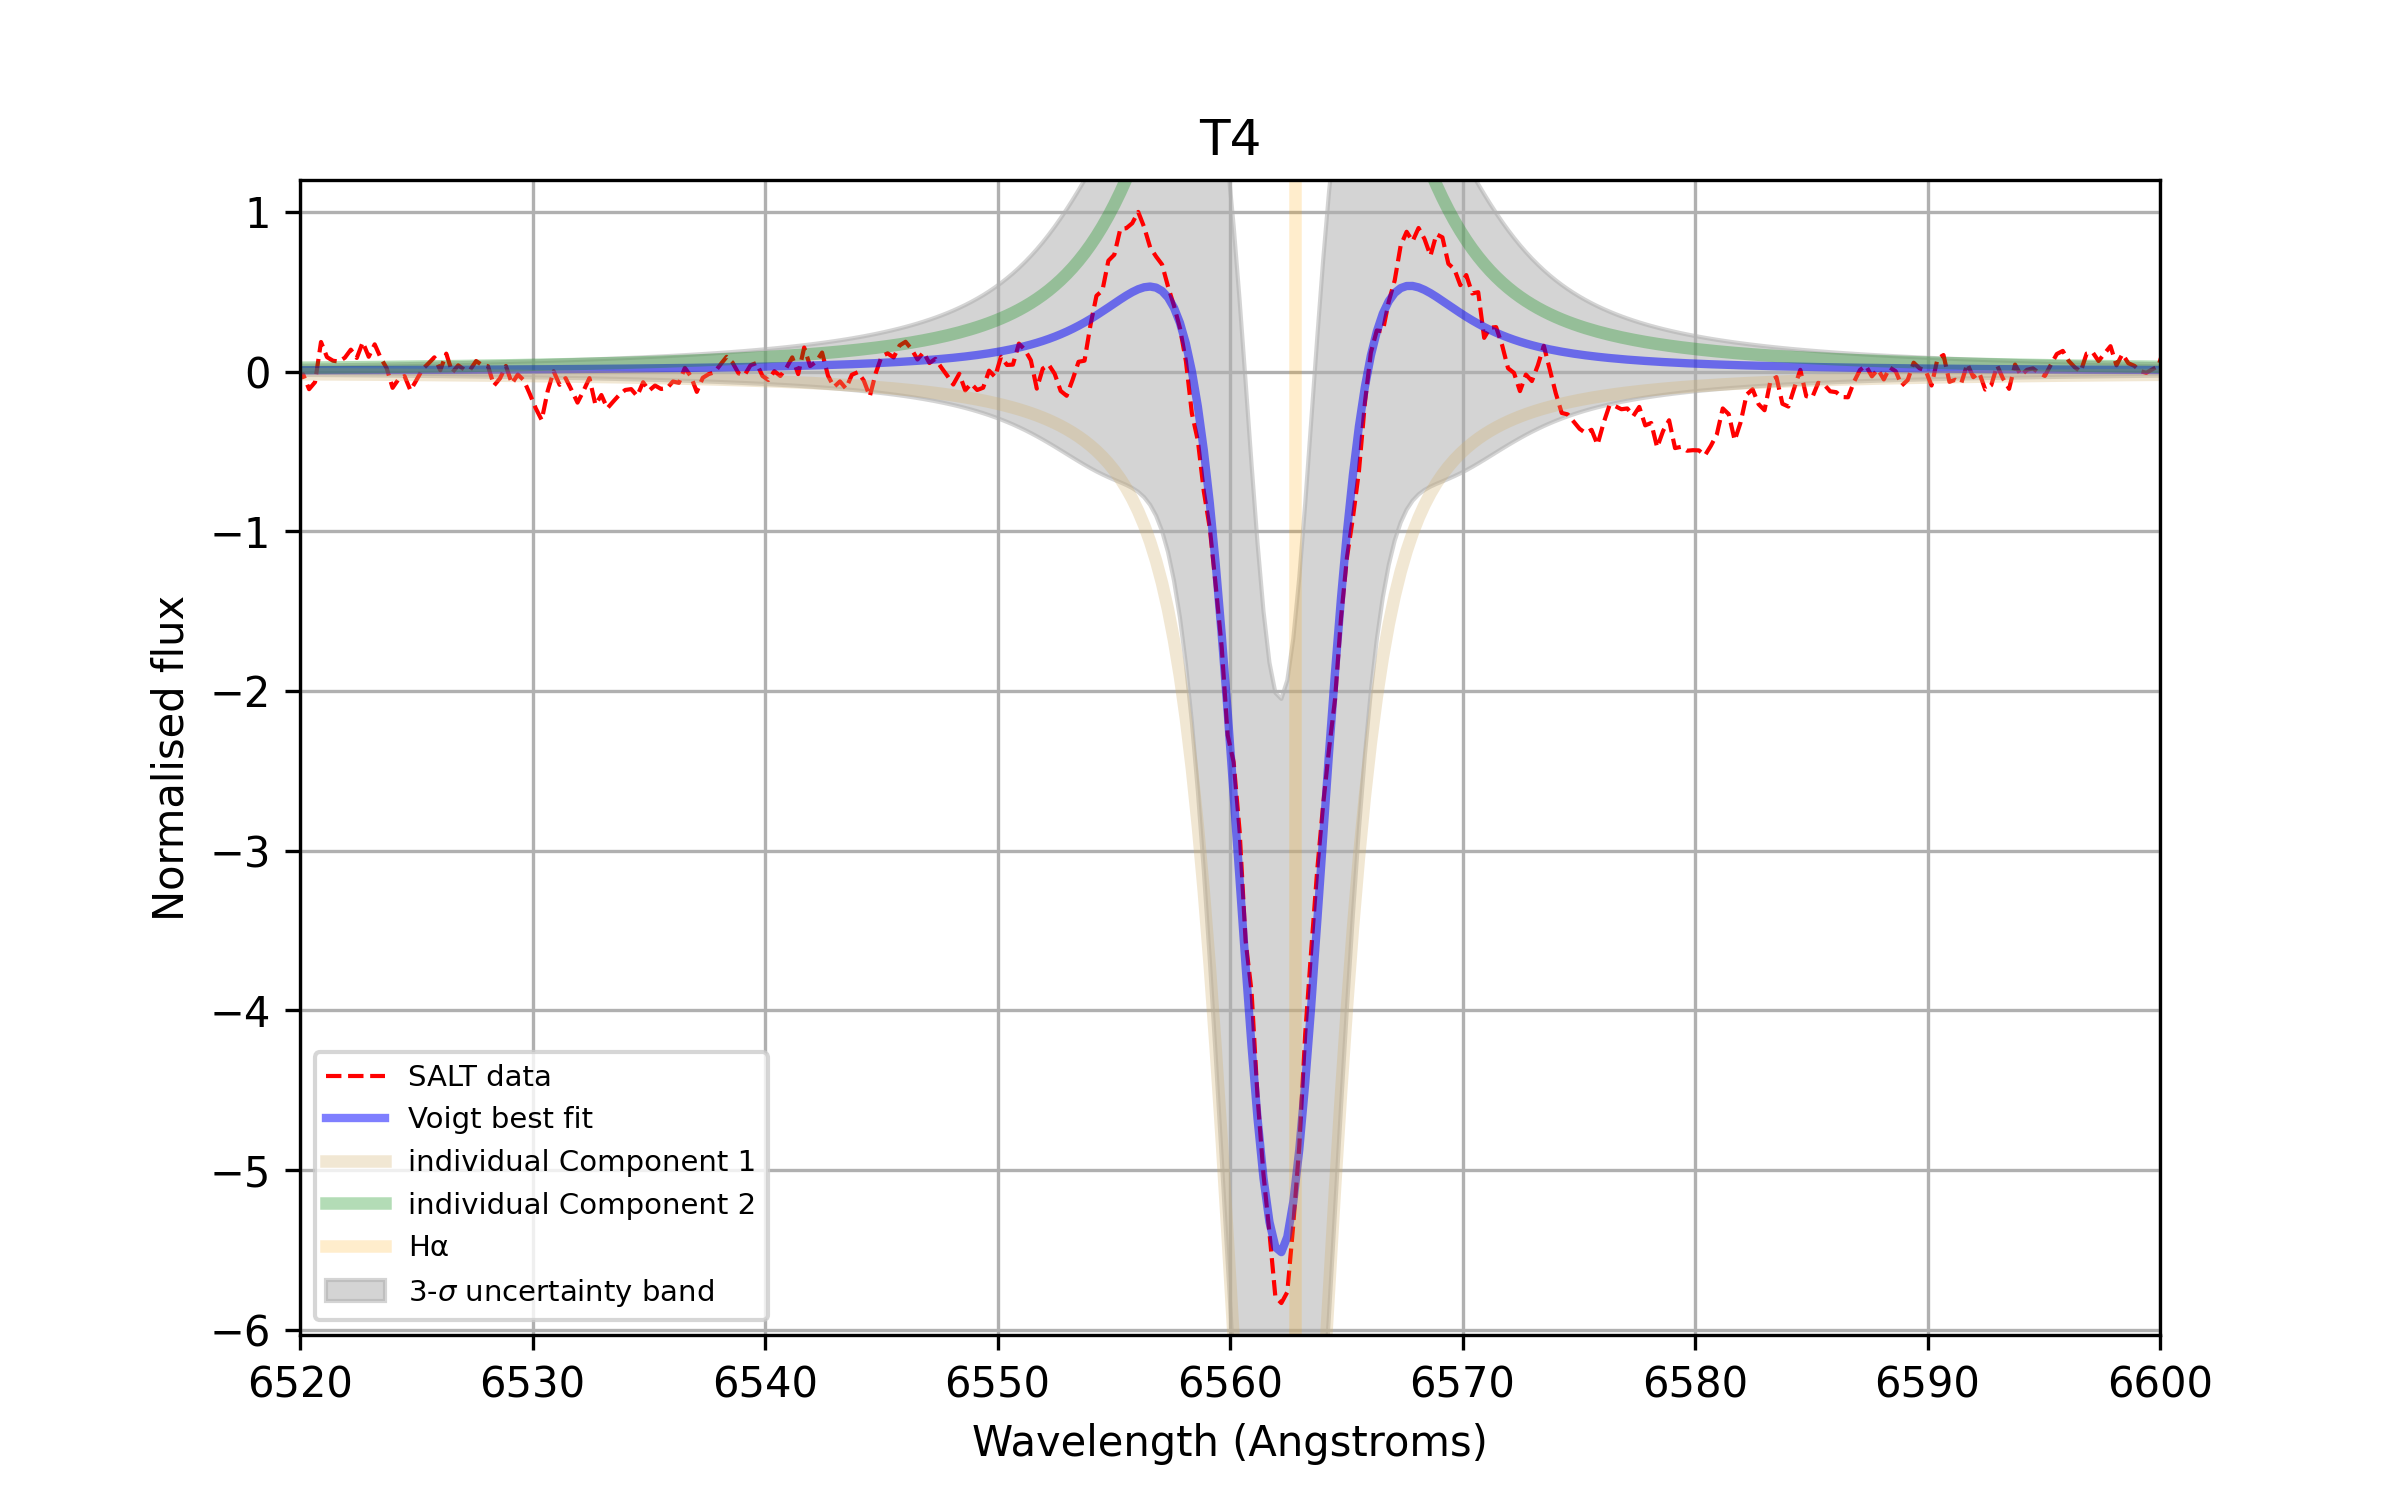 T4
1
0
−1
−2
−3
−4
−5
−6
Normalised flux
SALT data
Voigt best fit
individual Component 1
individual Component 2
Hα
3-σ uncertainty band
6520 6530 6540 6550 6560 6570 6580 6590 6600
Wavelength (Angstroms)